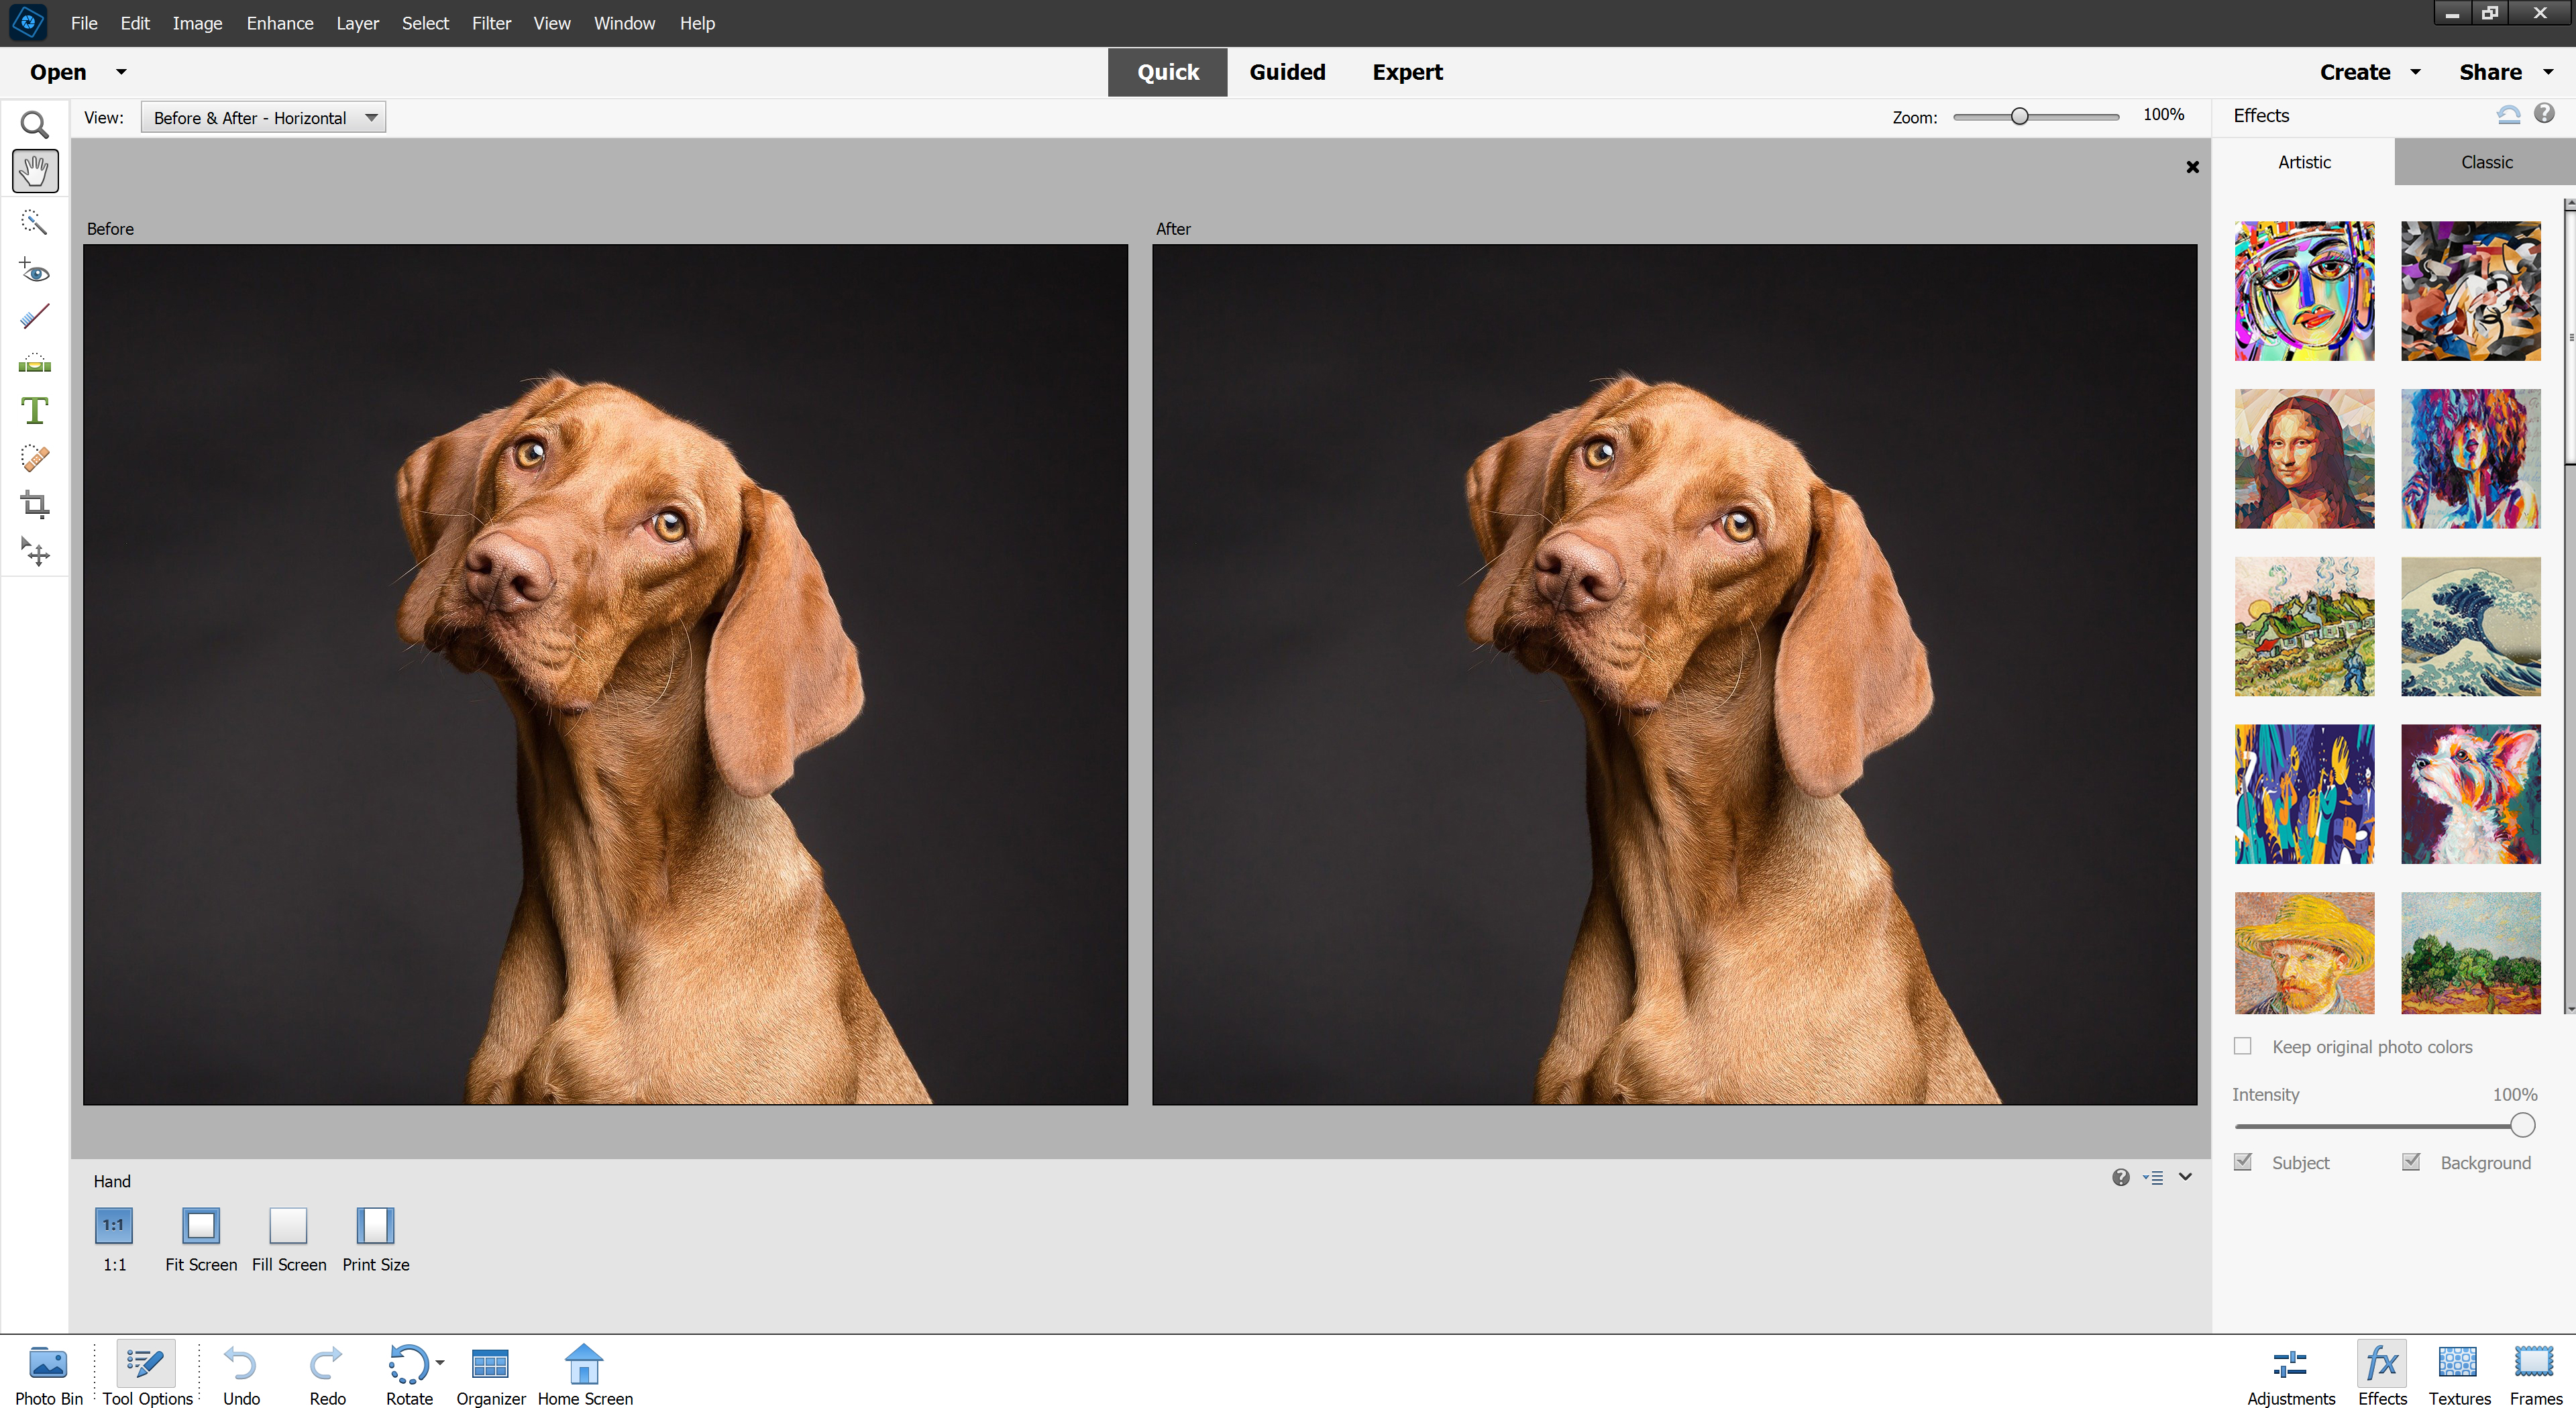 File Edit Image Enhance Layer Select Filter View Window Help
Open Quick Guided Expert Create Share
View: Before & After - Horizontal Zoom: 100% Effects
Artistic Classic
Before After
Keep original photo colors
Intensity 100%
Subject Background
Hand
1:1
1:1 Fit Screen Fill Screen Print Size
Photo Bin Tool Options Undo Redo Rotate Organizer Home Screen Adjustments Effects Textures Frames